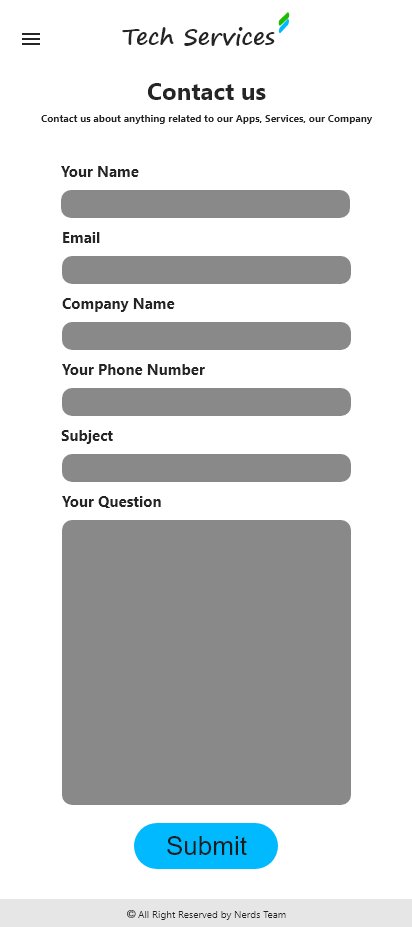 Tech Services
Contact us
Contact us about anything related to our Apps, Services, our Company
Your Name
Email
Company Name
Your Phone Number
Subject
Your Question
Submit
© All Right Reserved by Nerds Team